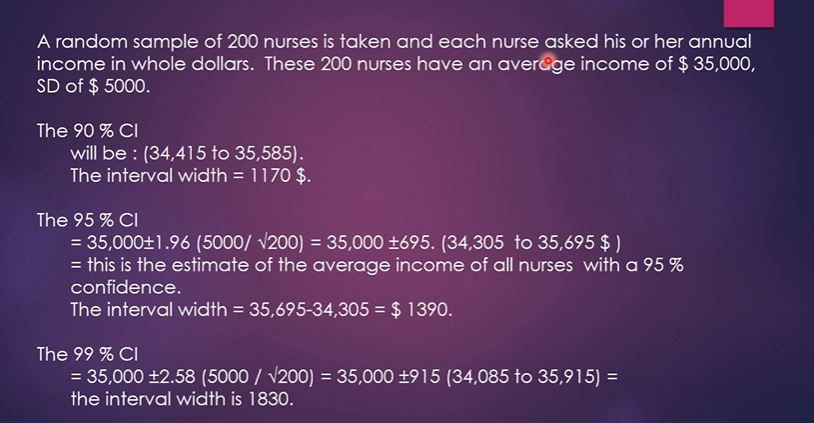 A random sample of 200 nurses is taken and each nurse asked his or her annual
income in whole dollars. These 200 nurses have an average income of $ 35,000,
SD of $ 5000.
The 90 % CI
will be : (34,415 to 35,585).
The interval width = 1170 $.
The 95 % CI
= 35,000±1.96 (5000/ √200) = 35,000 ±695. (34,305 to 35,695 $ )
= this is the estimate of the average income of all nurses with a 95 %
confidence.
The interval width = 35,695-34,305 = $ 1390.
The 99 % CI
= 35,000 ±2.58 (5000 / √200) = 35,000 ±915 (34,085 to 35,915) =
the interval width is 1830.